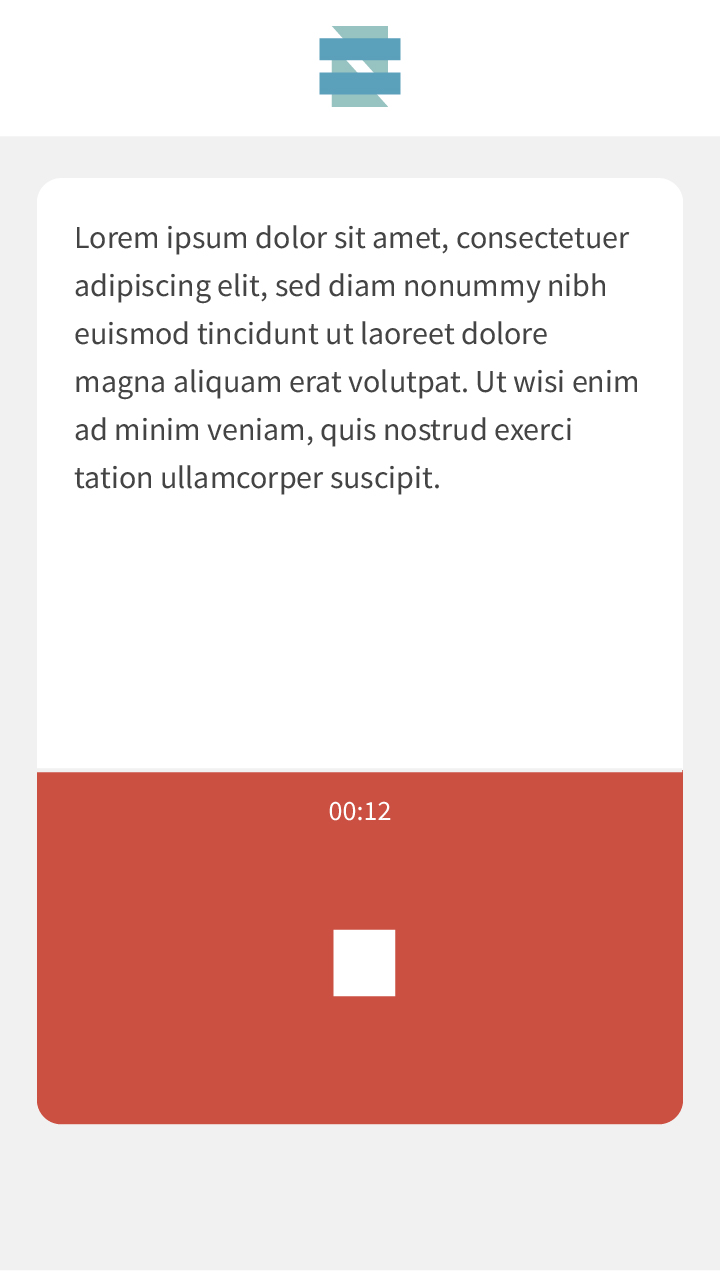 Lorem ipsum dolor sit amet, consectetuer
adipiscing elit, sed diam nonummy nibh
euismod tincidunt ut laoreet dolore
magna aliquam erat volutpat. Ut wisi enim
ad minim veniam, quis nostrud exerci
tation ullamcorper suscipit.
00:12